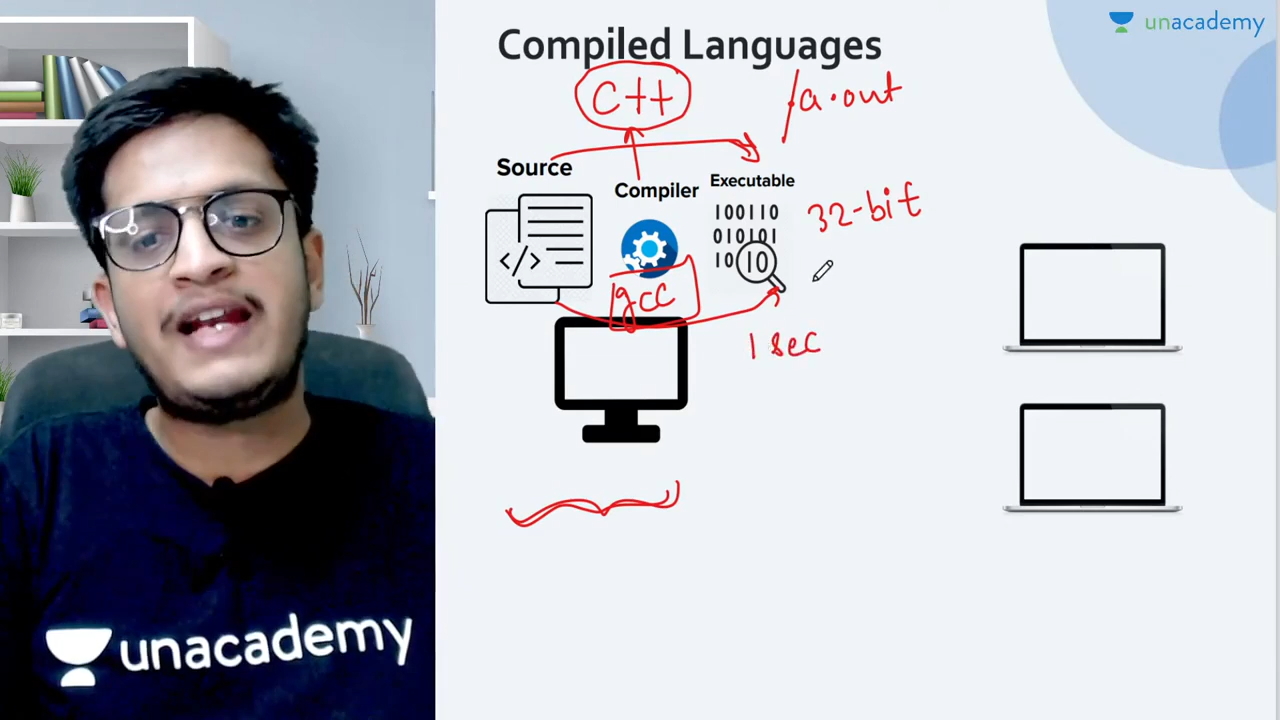 unacademy
Compiled Languages
C++
/a.out
Source
Compiler
Executable
100110
010101
10 10
32-bit
</>
gcc
1 sec
unacademy